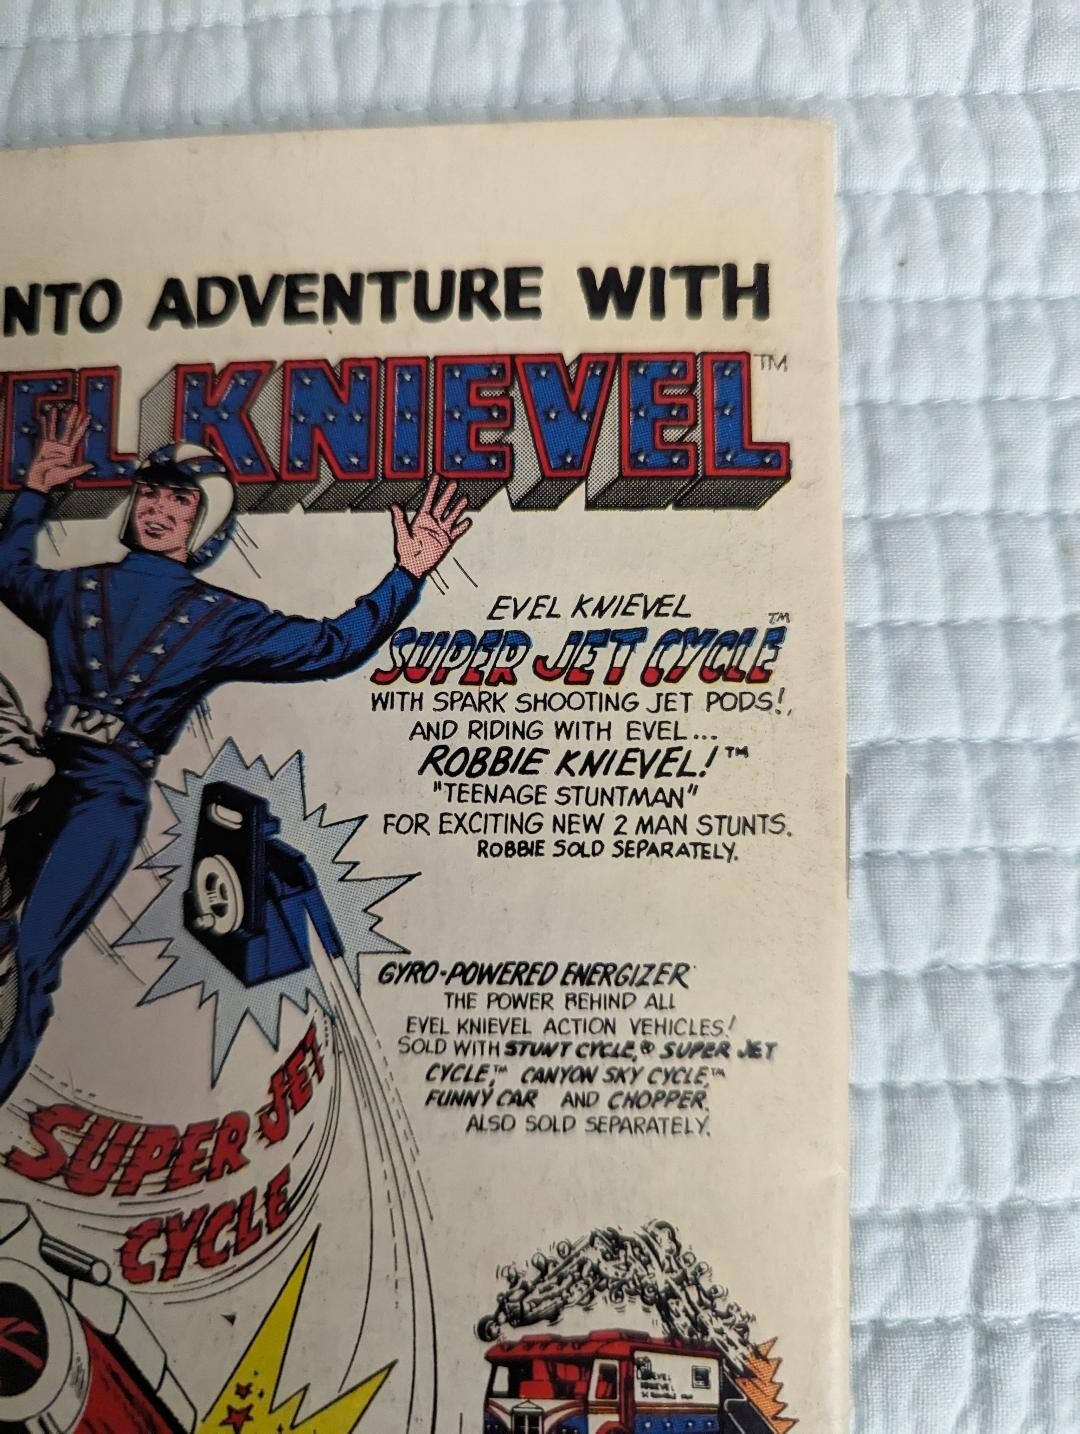 NTO ADVENTURE WITH
EL KNIEVEL™
EVEL KNIEVEL
SUPER JET CYCLE™
WITH SPARK SHOOTING JET PODS!,
AND RIDING WITH EVEL...
ROBBIE KNIEVEL!™
"TEENAGE STUNTMAN"
FOR EXCITING NEW 2 MAN STUNTS.
ROBBIE SOLD SEPARATELY.
RK
GYRO-POWERED ENERGIZER
THE POWER BEHIND ALL
EVEL KNIEVEL ACTION VEHICLES!
SOLD WITH STUNT CYCLE,® SUPER JET
CYCLE,™ CANYON SKY CYCLE,™
FUNNY CAR AND CHOPPER.
ALSO SOLD SEPARATELY.
SUPER JET
CYCLE